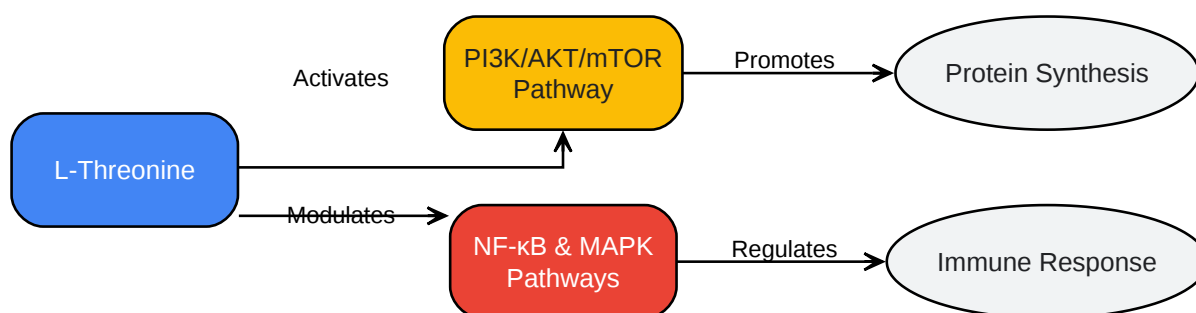 Activates
PI3K/AKT/mTOR
Pathway
Promotes
Protein Synthesis
L-Threonine
Modulates
NF-κB & MAPK
Pathways
Regulates
Immune Response